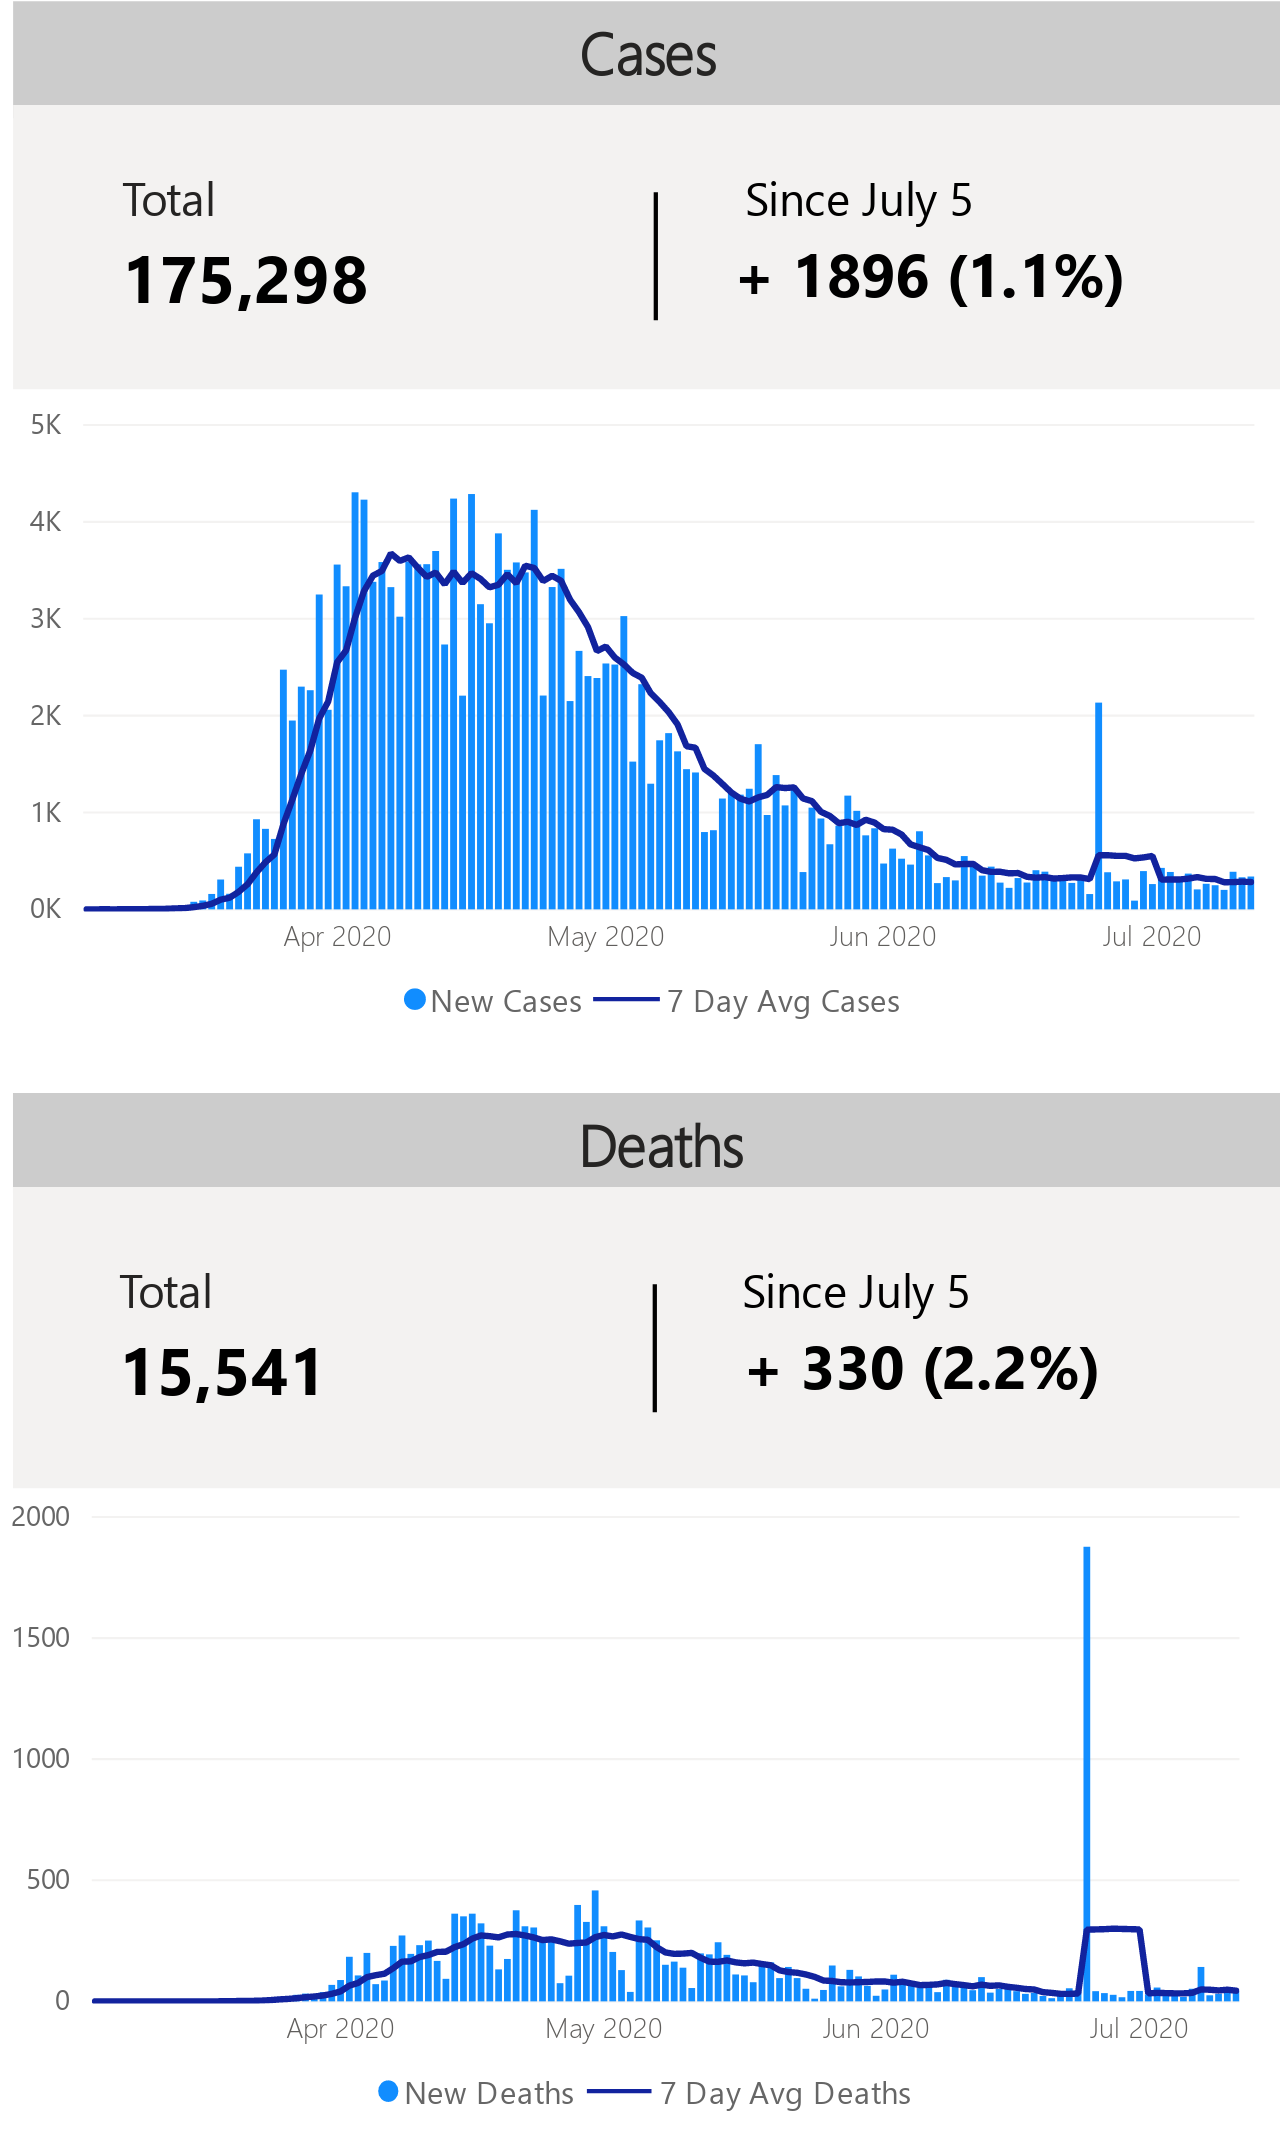 Cases
Total
Since July 5
175,298
+ 1896 (1.1%)
5K
4K
3K
2K
1K
0K
Apr 2020
May 2020
Jun 2020
Jul 2020
New Cases
7 Day Avg Cases
Deaths
Total
Since July 5
15,541
+ 330 (2.2%)
2000
1500
1000
500
0
Apr 2020
May 2020
Jun 2020
Jul 2020
New Deaths
7 Day Avg Deaths